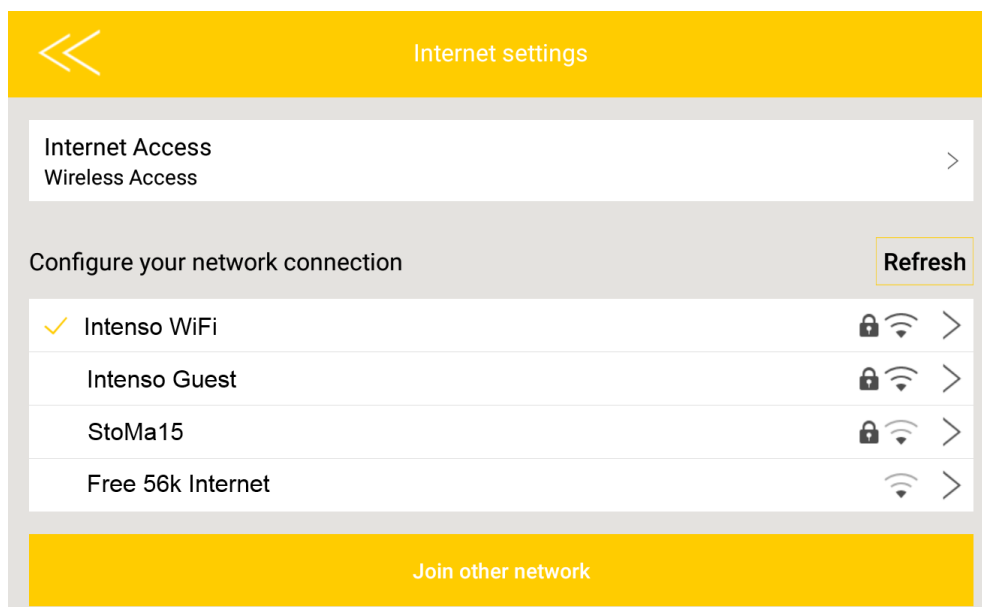 Internet settings
Internet Access
Wireless Access
Configure your network connection
Refresh
Intenso WiFi
Intenso Guest
StoMa15
Free 56k Internet
Join other network